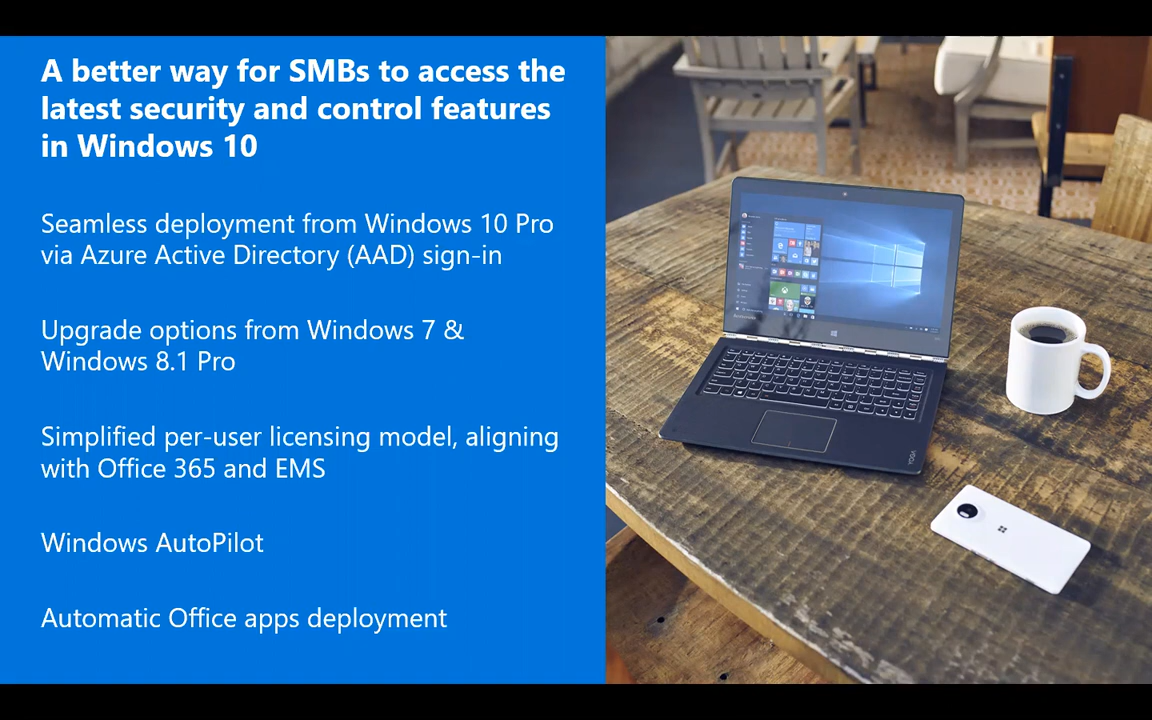 A better way for SMBs to access the
latest security and control features
in Windows 10
Seamless deployment from Windows 10 Pro
via Azure Active Directory (AAD) sign-in
Upgrade options from Windows 7 &
Windows 8.1 Pro
Simplified per-user licensing model, aligning
with Office 365 and EMS
Windows AutoPilot
Automatic Office apps deployment
YOGA